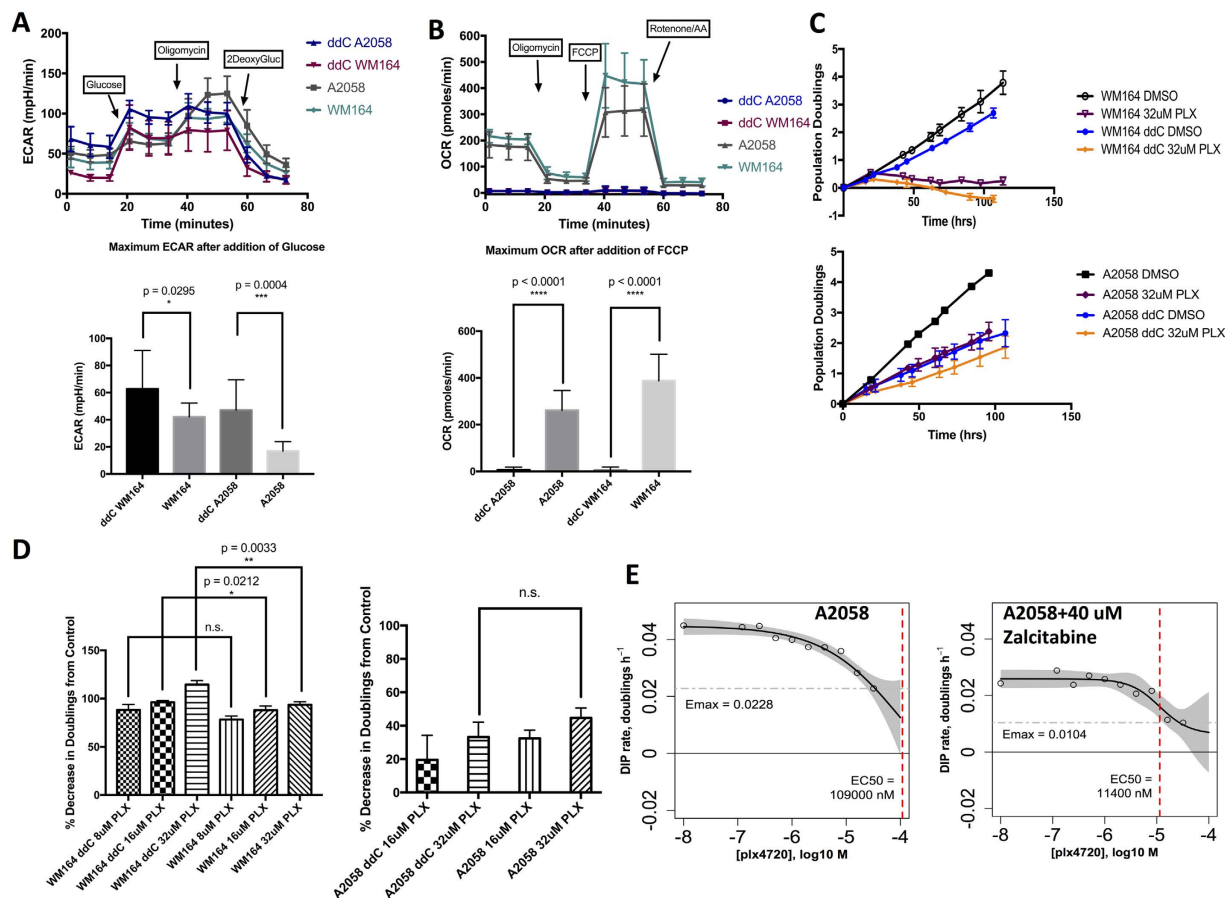 A
ECAR (mpH/min)
200
150
100
50
0
Glucose
Oligomycin
2DeoxyGluc
ddC A2058
ddC WM164
A2058
WM164
0 20 40 60 80
Time (minutes)
Maximum ECAR after addition of Glucose
p = 0.0295
*
p = 0.0004
***
ECAR (mpH/min)
100
80
60
40
20
0
ddC WM164
WM164
ddC A2058
A2058
B
OCR (pmoles/min)
600
500
400
300
200
100
0
Oligomycin
FCCP
Rotenone/AA
ddC A2058
ddC WM164
A2058
WM164
0 20 40 60 80
Time (minutes)
Maximum OCR after addition of FCCP
p < 0.0001
****
p < 0.0001
****
OCR (pmoles/min)
600
400
200
0
ddC A2058
A2058
ddC WM164
WM164
C
Population Doublings
5
4
3
2
1
0
-1
50 100 150
Time (hrs)
WM164 DMSO
WM164 32uM PLX
WM164 ddC DMSO
WM164 ddC 32uM PLX
Population Doublings
5
4
3
2
1
0
0 50 100 150
Time (hrs)
A2058 DMSO
A2058 32uM PLX
A2058 ddC DMSO
A2058 ddC 32uM PLX
D
p = 0.0033
**
p = 0.0212
*
n.s.
% Decrease in Doublings from Control
150
100
50
0
WM164 ddC 8uM PLX
WM164 ddC 16uM PLX
WM164 ddC 32uM PLX
WM164 8uM PLX
WM164 16uM PLX
WM164 32uM PLX
n.s.
% Decrease in Doublings from Control
100
80
60
40
20
0
A2058 ddC 16uM PLX
A2058 ddC 32uM PLX
A2058 16uM PLX
A2058 32uM PLX
E
A2058
DIP rate, doublings h⁻¹
0.04
0.02
0
0.02
Emax = 0.0228
EC50 =
109000 nM
-8 -7 -6 -5 -4
[plx4720], log10 M
A2058+40 uM
Zalcitabine
DIP rate, doublings h⁻¹
0.04
0.02
0
0.02
Emax = 0.0104
EC50 =
11400 nM
-8 -7 -6 -5 -4
[plx4720], log10 M